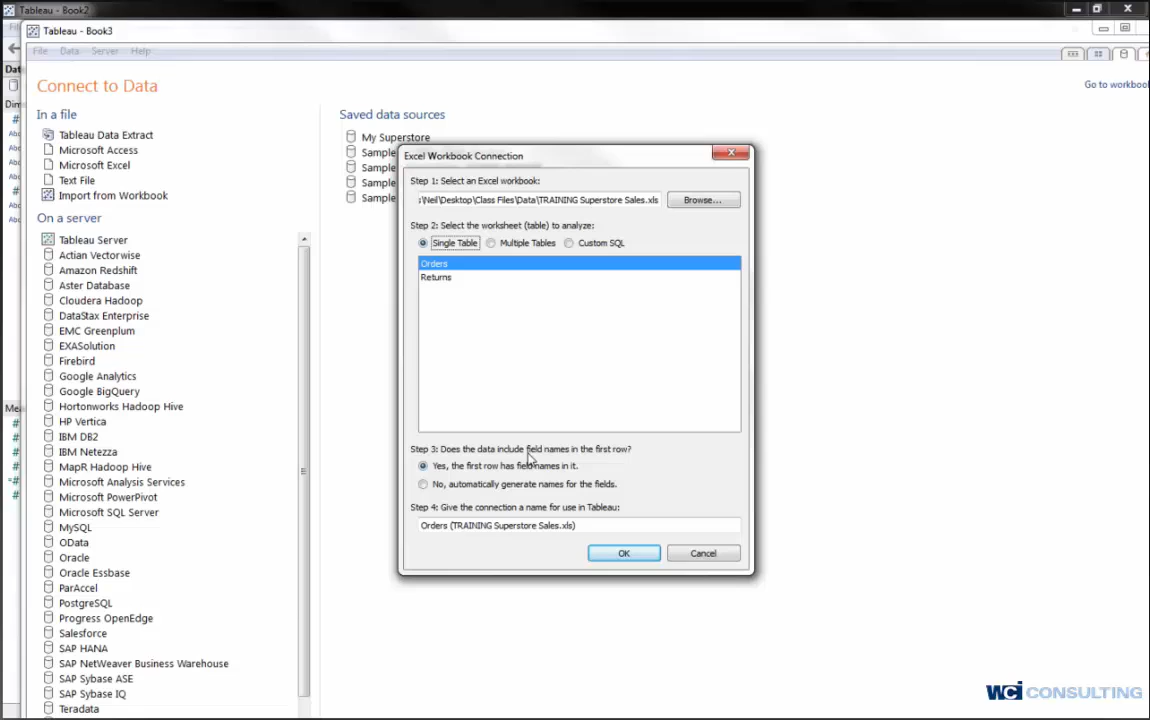 Tableau - Book2
Tableau - Book3
File Data Server Help
Connect to Data
Go to workbook
In a file
Tableau Data Extract
Microsoft Access
Microsoft Excel
Text File
Import from Workbook
On a server
Tableau Server
Actian Vectorwise
Amazon Redshift
Aster Database
Cloudera Hadoop
DataStax Enterprise
EMC Greenplum
EXASolution
Firebird
Google Analytics
Google BigQuery
Hortonworks Hadoop Hive
HP Vertica
IBM DB2
IBM Netezza
MapR Hadoop Hive
Microsoft Analysis Services
Microsoft PowerPivot
Microsoft SQL Server
MySQL
OData
Oracle
Oracle Essbase
ParAccel
PostgreSQL
Progress OpenEdge
Salesforce
SAP HANA
SAP NetWeaver Business Warehouse
SAP Sybase ASE
SAP Sybase IQ
Teradata
Saved data sources
My Superstore
Sample
Sample
Sample
Sample
Excel Workbook Connection
Step 1: Select an Excel workbook:
:\Neil\Desktop\Class Files\Data\TRAINING Superstore Sales.xls
Browse...
Step 2: Select the worksheet (table) to analyze:
Single Table Multiple Tables Custom SQL
Orders
Returns
Step 3: Does the data include field names in the first row?
Yes, the first row has field names in it.
No, automatically generate names for the fields.
Step 4: Give the connection a name for use in Tableau:
Orders (TRAINING Superstore Sales.xls)
OK Cancel
WCI CONSULTING